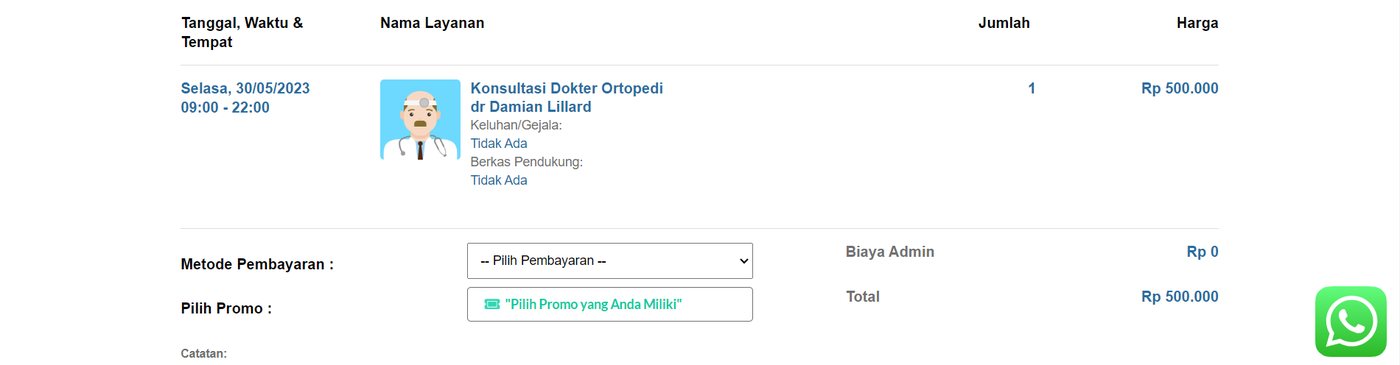 Tanggal, Waktu &
Tempat
Nama Layanan
Jumlah
Harga
Selasa, 30/05/2023
09:00 - 22:00
Konsultasi Dokter Ortopedi
dr Damian Lillard
Keluhan/Gejala:
Tidak Ada
Berkas Pendukung:
Tidak Ada
1
Rp 500.000
Metode Pembayaran :
-- Pilih Pembayaran --
Pilih Promo :
"Pilih Promo yang Anda Miliki"
Biaya Admin
Rp 0
Total
Rp 500.000
Catatan: